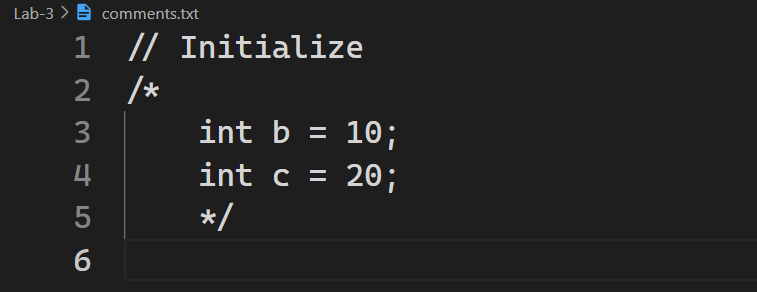 Lab-3 > comments.txt
1 // Initialize
2 /*
3     int b = 10;
4     int c = 20;
5     */
6